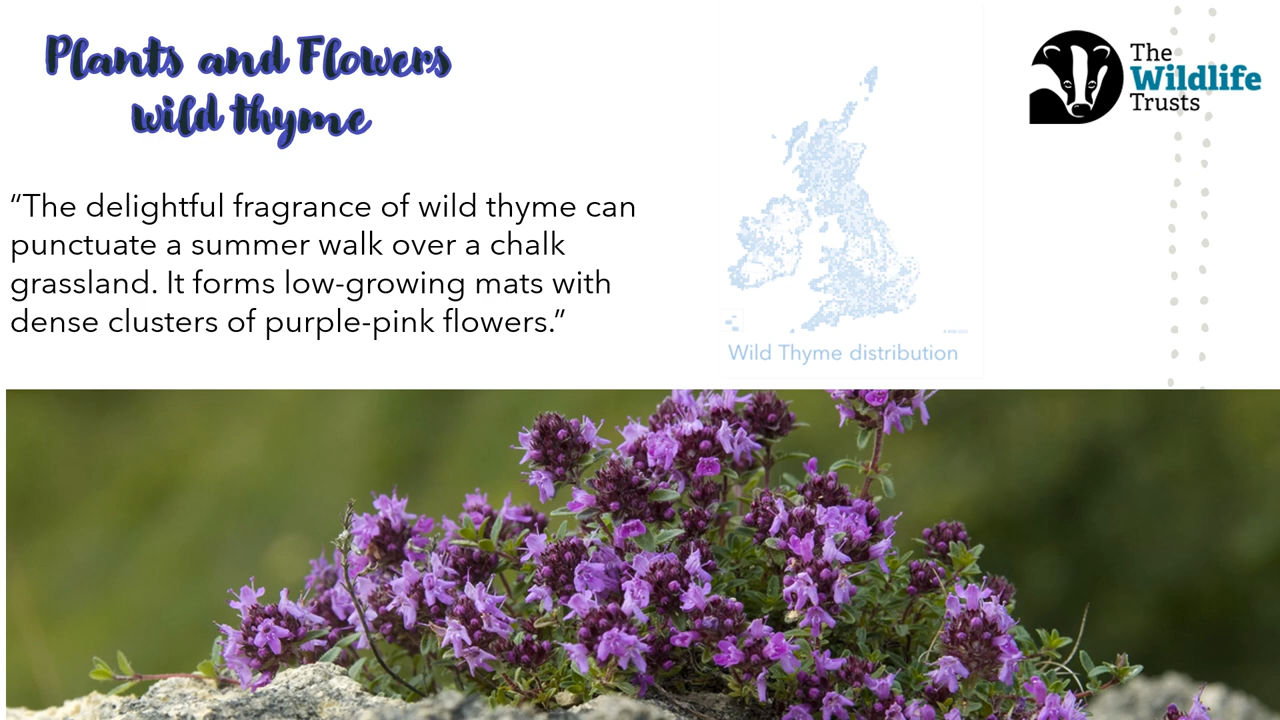 Plants and Flowers
wild thyme
“The delightful fragrance of wild thyme can
punctuate a summer walk over a chalk
grassland. It forms low-growing mats with
dense clusters of purple-pink flowers.”
Wild Thyme distribution
The
Wildlife
Trusts